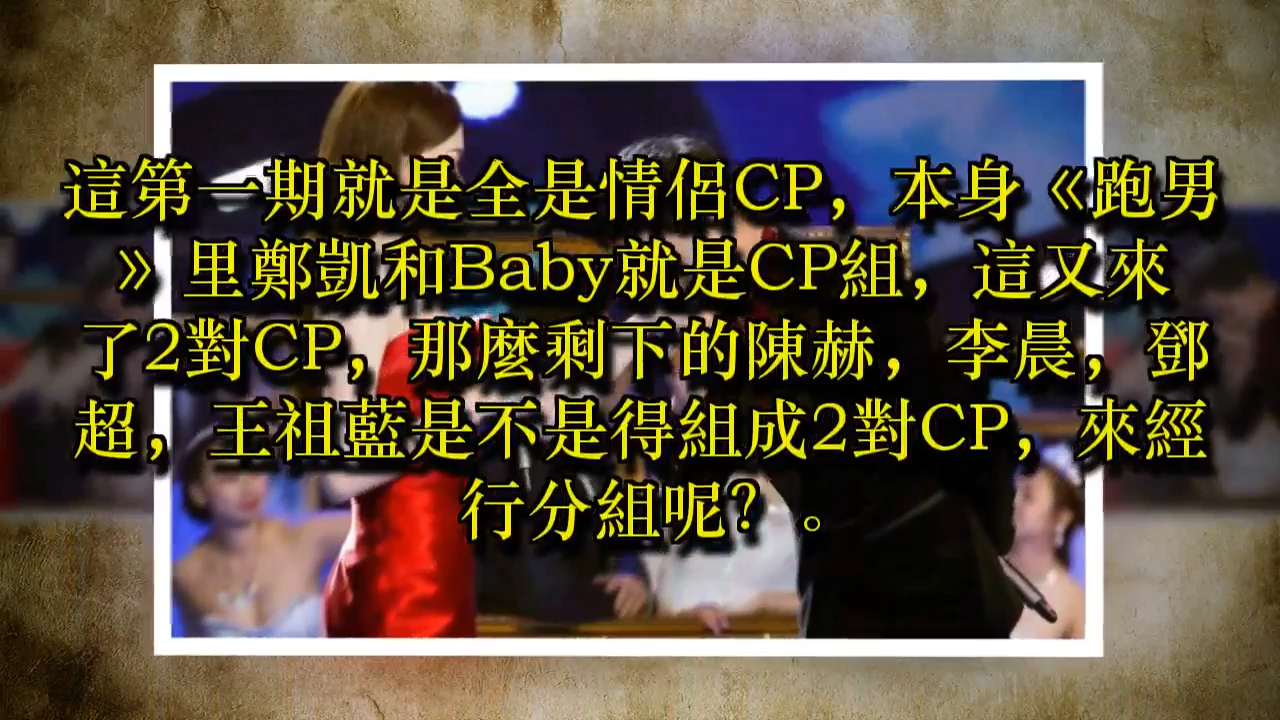 這第一期就是全是情侶CP，本身《跑男
》里鄭凱和Baby就是CP組，這又來
了2對CP，那麼剩下的陳赫，李晨，鄧
超，王祖藍是不是得組成2對CP，來經
行分組呢？。